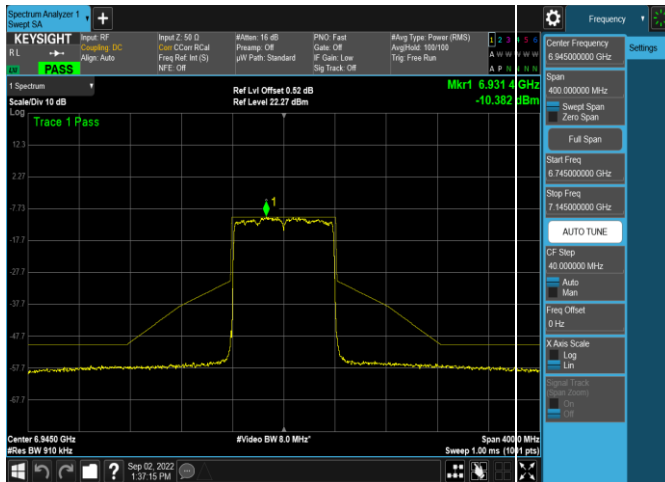 Spectrum Analyzer 1
Swept SA
Frequency
KEYSIGHT
RL
PASS
Input: RF
Coupling: DC
Align: Auto
Input Z: 50 Ω
Corr CCorr RCal
Freq Ref: Int (S)
NFE: Off
#Atten: 16 dB
Preamp: Off
µW Path: Standard
PNO: Fast
Gate: Off
IF Gain: Low
Sig Track: Off
#Avg Type: Power (RMS)
Avg|Hold: 100/100
Trig: Free Run
1 2 3 4 5 6
A W W W W W
A P N N N N
1 Spectrum
Scale/Div 10 dB
Log
Ref Lvl Offset 0.52 dB
Ref Level 22.27 dBm
Mkr1 6.931 4 GHz
-10.382 dBm
Trace 1 Pass
12.3
2.27
-7.73
-17.7
-27.7
-37.7
-47.7
-57.7
-67.7
1
Center 6.9450 GHz
#Res BW 910 kHz
#Video BW 8.0 MHz*
Span 400.0 MHz
Sweep 1.00 ms (1001 pts)
Sep 02, 2022
1:37:15 PM
Center Frequency
6.945000000 GHz
Settings
Span
400.000000 MHz
Swept Span
Zero Span
Full Span
Start Freq
6.745000000 GHz
Stop Freq
7.145000000 GHz
AUTO TUNE
CF Step
40.000000 MHz
Auto
Man
Freq Offset
0 Hz
X Axis Scale
Log
Lin
Signal Track
(Span Zoom)
On
Off